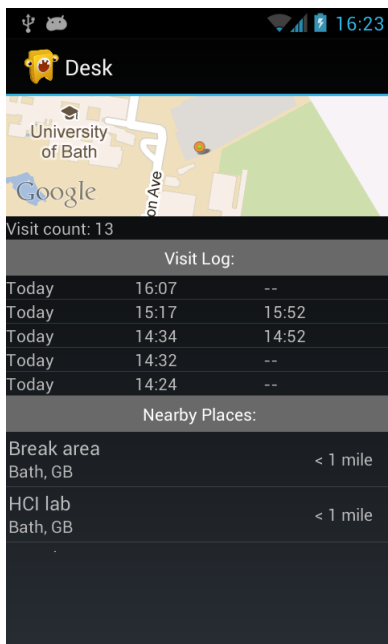 16:23
Desk
University
of Bath
on Ave
Google
Visit count: 13
Visit Log:
Today 16:07 --
Today 15:17 15:52
Today 14:34 14:52
Today 14:32 --
Today 14:24 --
Nearby Places:
Break area
Bath, GB
< 1 mile
HCI lab
Bath, GB
< 1 mile